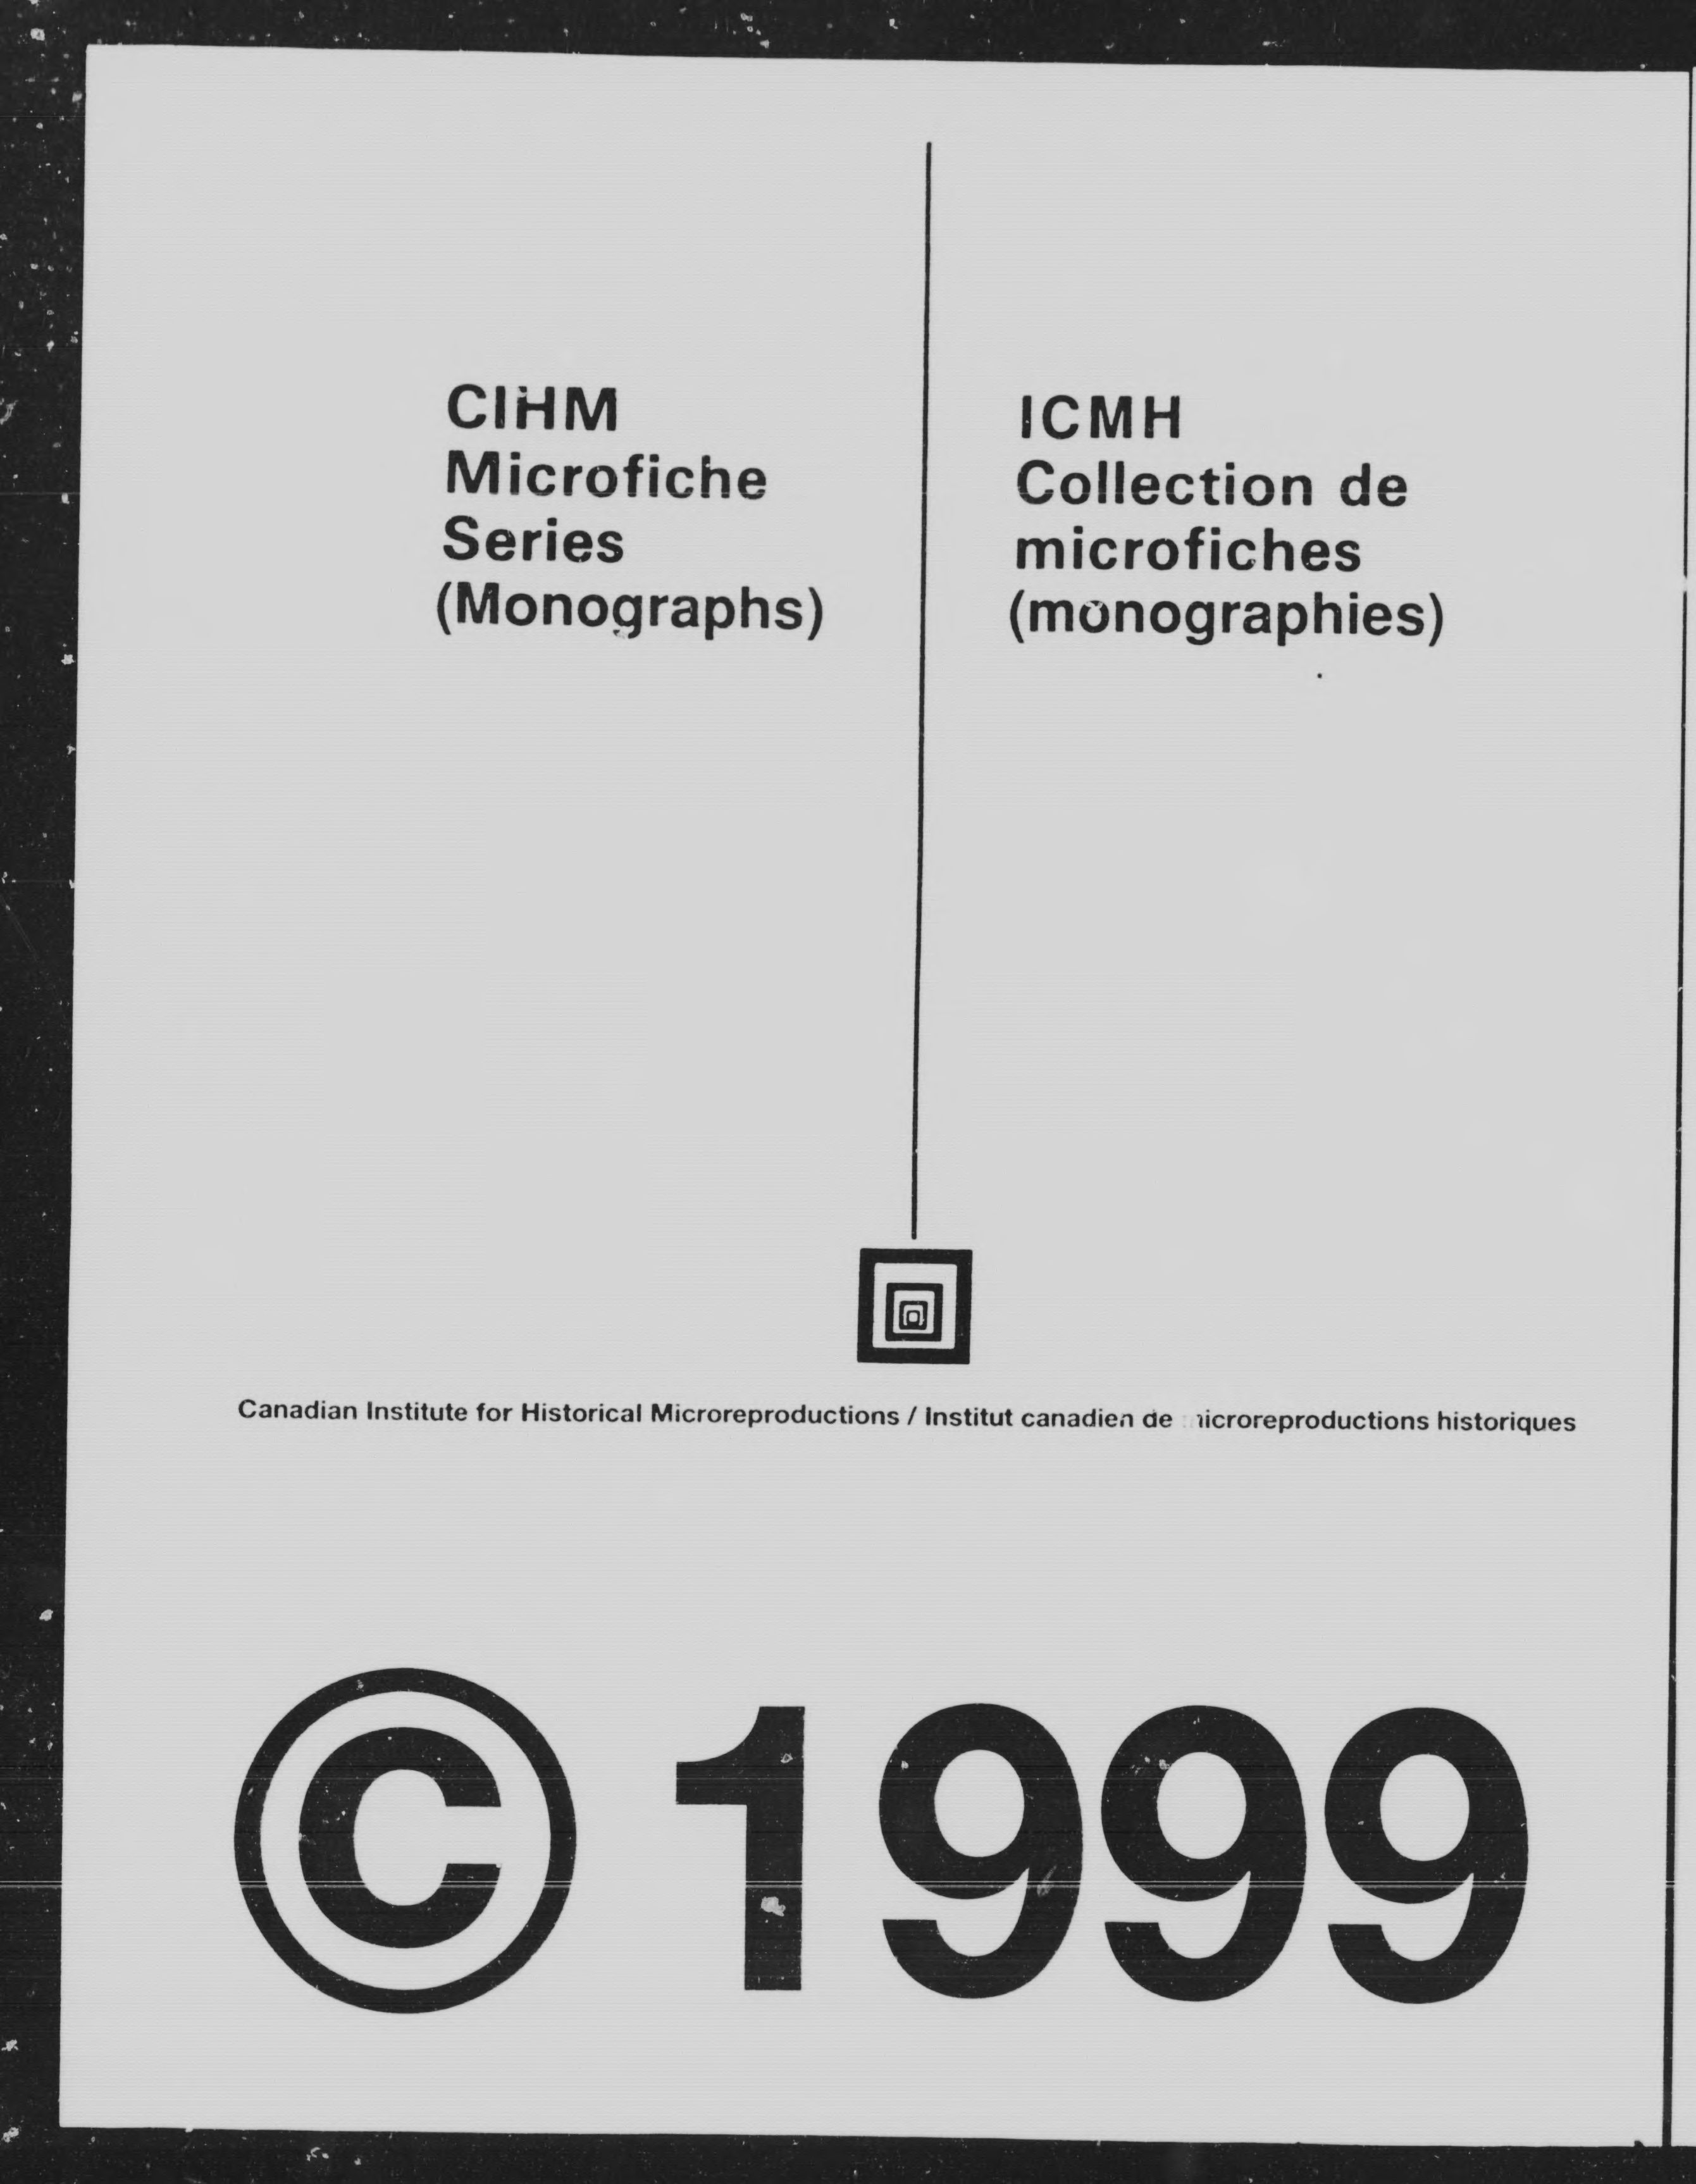 CIHM
Microfiche
Series
(Monographs)
ICMH
Collection de
microfiches
(monographies)
Canadian Institute for Historical Microreproductions / Institut canadien de microreproductions historiques
© 1999